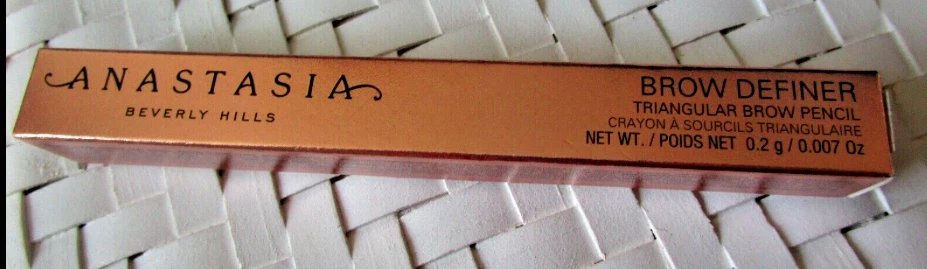 ANASTASIA
BEVERLY HILLS
BROW DEFINER
TRIANGULAR BROW PENCIL
CRAYON À SOURCILS TRIANGULAIRE
NET WT. / POIDS NET 0.2 g / 0.007 Oz